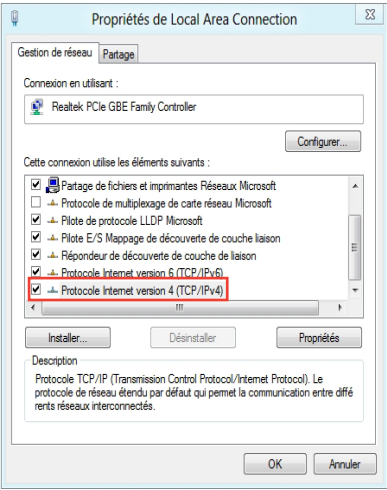 Propriétés de Local Area Connection
Gestion de réseau Partage
Connexion en utilisant :
Realtek PCIe GBE Family Controller
Configurer...
Cette connexion utilise les éléments suivants :
Partage de fichiers et imprimantes Réseaux Microsoft
Protocole de multiplexage de carte réseau Microsoft
Pilote de protocole LLDP Microsoft
Pilote E/S Mappage de découverte de couche liaison
Répondeur de découverte de couche de liaison
Protocole Internet version 6 (TCP/IPv6)
Protocole Internet version 4 (TCP/IPv4)
Installer... Désinstaller Propriétés
Description
Protocole TCP/IP (Transmission Control Protocol/Internet Protocol). Le
protocole de réseau étendu par défaut qui permet la communication entre diffé
rents réseaux interconnectés.
OK Annuler